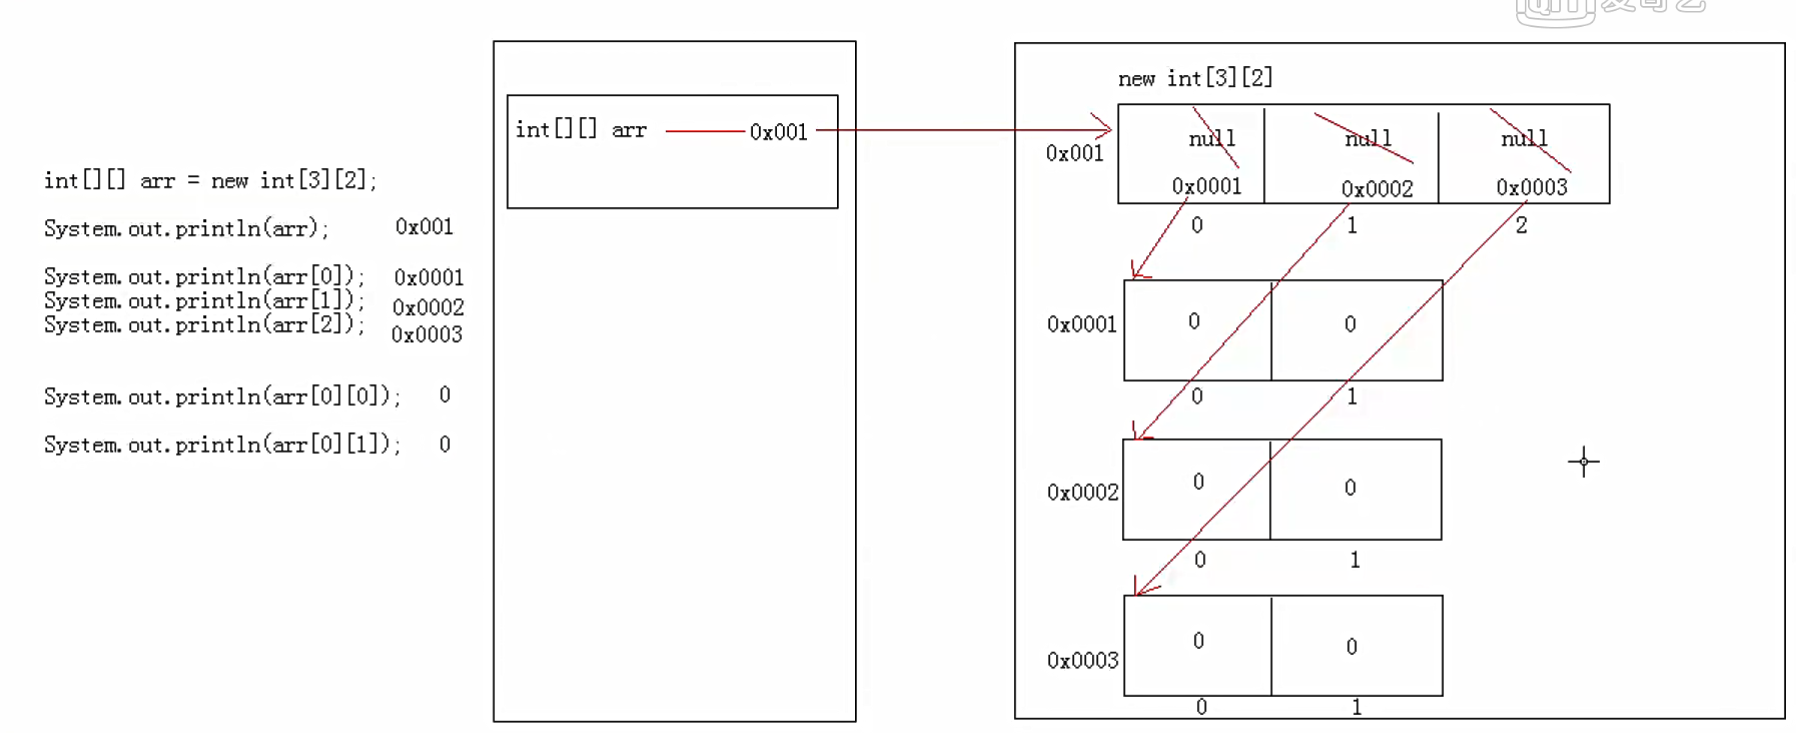 爱奇艺
int[][] arr = new int[3][2];
System.out.println(arr); 0x001
System.out.println(arr[0]); 0x0001
System.out.println(arr[1]); 0x0002
System.out.println(arr[2]); 0x0003
System.out.println(arr[0][0]); 0
System.out.println(arr[0][1]); 0
int[][] arr 0x001
new int[3][2]
0x001
null null null
0x0001 0x0002 0x0003
0 1 2
0x0001 0 0
0 1
0x0002 0 0
0 1
0x0003 0 0
0 1